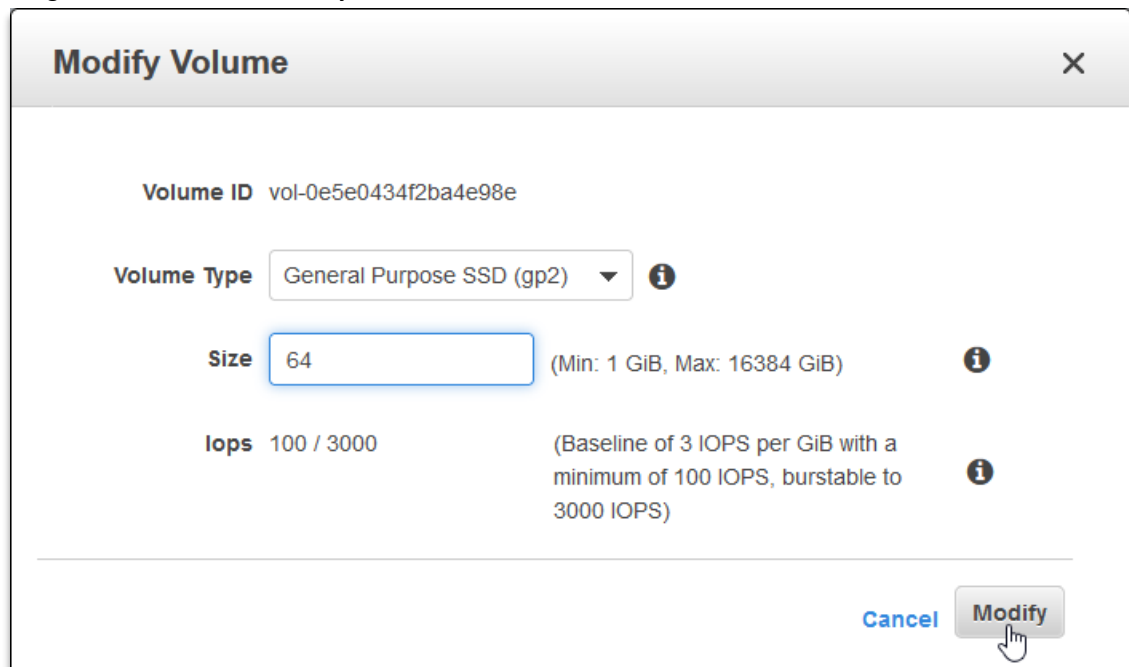 Modify Volume
Volume ID vol-0e5e0434f2ba4e98e
Volume Type General Purpose SSD (gp2)
Size 64 (Min: 1 GiB, Max: 16384 GiB)
Iops 100 / 3000 (Baseline of 3 IOPS per GiB with a
minimum of 100 IOPS, burstable to
3000 IOPS)
Cancel Modify